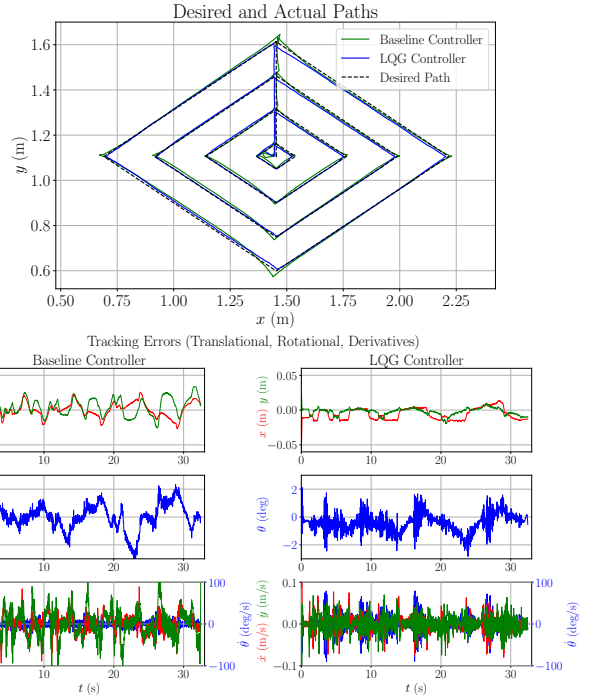 Desired and Actual Paths
1.6
1.4
1.2
1.0
0.8
0.6
y (m)
Baseline Controller
LQG Controller
Desired Path
0.50 0.75 1.00 1.25 1.50 1.75 2.00 2.25
x (m)
Tracking Errors (Translational, Rotational, Derivatives)
Baseline Controller LQG Controller
0.05
0.00
−0.05
x (m) y (m)
10 20 30 0 10 20 30
2
0
−2
θ (deg)
10 20 30 0 10 20 30
100
0
−100
θ̇ (deg/s)
0.1
0.0
−0.1
ẋ (m/s) ẏ (m/s)
100
0
−100
θ̇ (deg/s)
10 20 30 0 10 20 30
t (s) t (s)